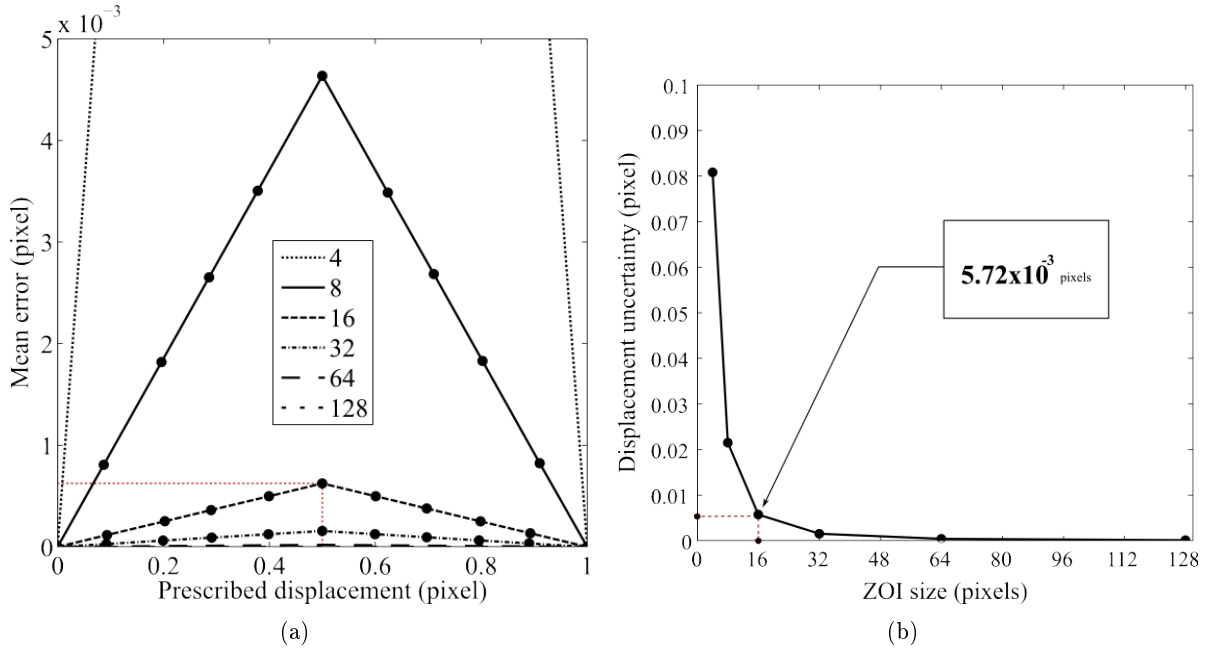 x 10⁻³
5
4
3
2
1
0
Mean error (pixel)
4
8
16
32
64
128
0 0.2 0.4 0.6 0.8 1
Prescribed displacement (pixel)
(a)
0.1
0.09
0.08
0.07
0.06
0.05
0.04
0.03
0.02
0.01
0
Displacement uncertainty (pixel)
5.72x10⁻³ pixels
0 16 32 48 64 80 96 112 128
ZOI size (pixels)
(b)